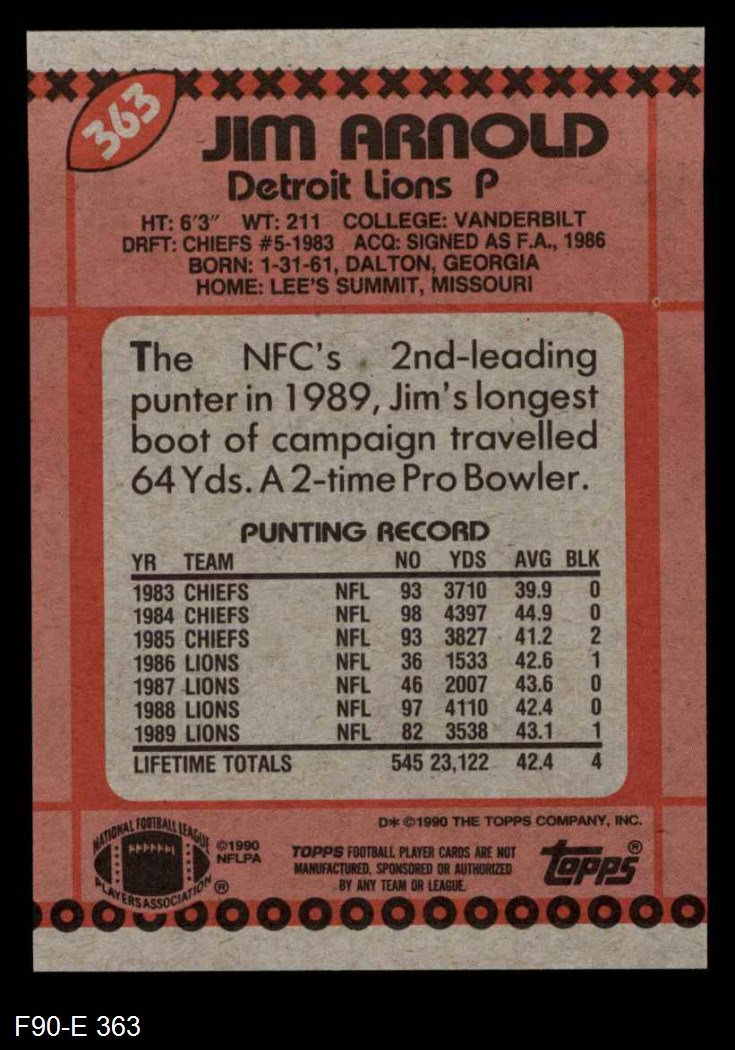 363
JIM ARNOLD
Detroit Lions P
HT: 6'3" WT: 211 COLLEGE: VANDERBILT
DRFT: CHIEFS #5-1983 ACQ: SIGNED AS F.A., 1986
BORN: 1-31-61, DALTON, GEORGIA
HOME: LEE'S SUMMIT, MISSOURI
The NFC's 2nd-leading
punter in 1989, Jim's longest
boot of campaign travelled
64 Yds. A 2-time Pro Bowler.
PUNTING RECORD
YR TEAM NO YDS AVG BLK
1983 CHIEFS NFL 93 3710 39.9 0
1984 CHIEFS NFL 98 4397 44.9 0
1985 CHIEFS NFL 93 3827 41.2 2
1986 LIONS NFL 36 1533 42.6 1
1987 LIONS NFL 46 2007 43.6 0
1988 LIONS NFL 97 4110 42.4 0
1989 LIONS NFL 82 3538 43.1 1
LIFETIME TOTALS 545 23,122 42.4 4
D* ©1990 THE TOPPS COMPANY, INC.
NATIONAL FOOTBALL LEAGUE
PLAYERS ASSOCIATION ®
©1990
NFLPA
TOPPS FOOTBALL PLAYER CARDS ARE NOT
MANUFACTURED, SPONSORED OR AUTHORIZED
BY ANY TEAM OR LEAGUE.
topps®
F90-E 363